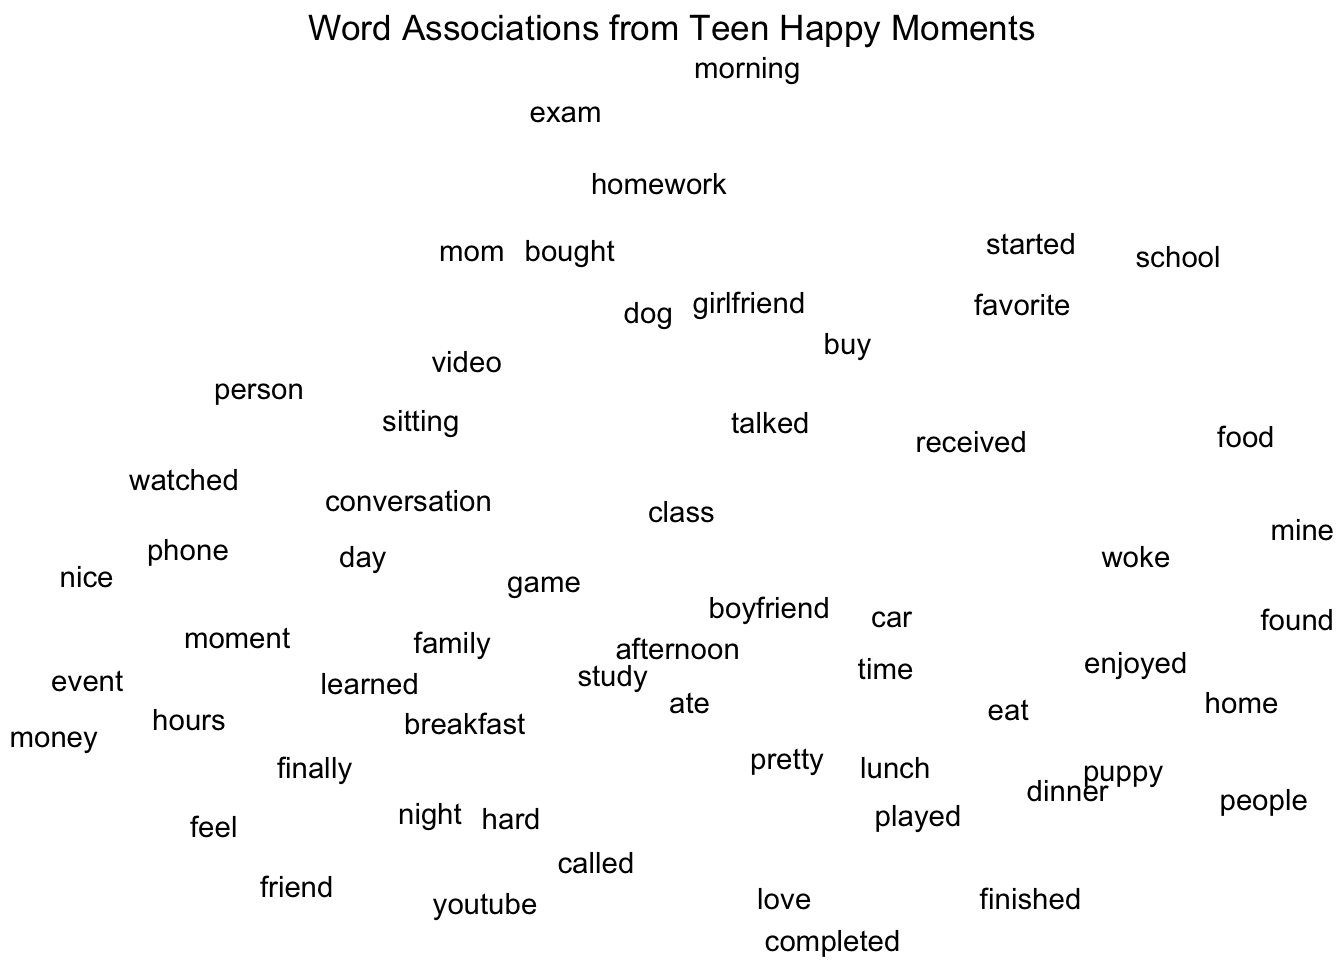 Word Associations from Teen Happy Moments
morning
exam
homework
mom bought started school
dog girlfriend favorite
buy
video
person
sitting talked received food
watched conversation class
mine
phone day woke
nice game
boyfriend car found
moment family afternoon
event learned study time enjoyed
hours breakfast ate eat home
money
finally pretty lunch puppy
dinner people
feel night hard played
called
friend youtube love finished
completed